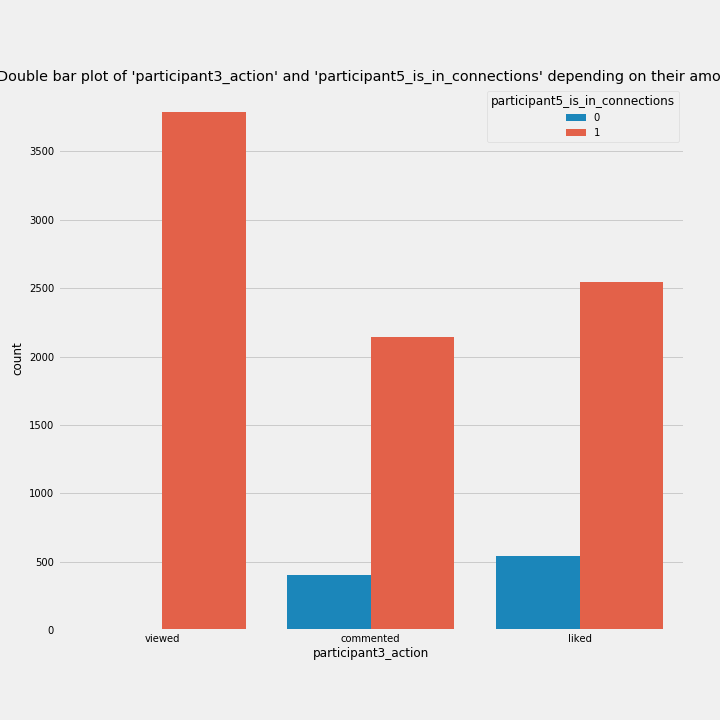 Double bar plot of 'participant3_action' and 'participant5_is_in_connections' depending on their amo
participant5_is_in_connections
0
1
3500
3000
2500
2000
1500
1000
500
0
count
viewed
commented
liked
participant3_action